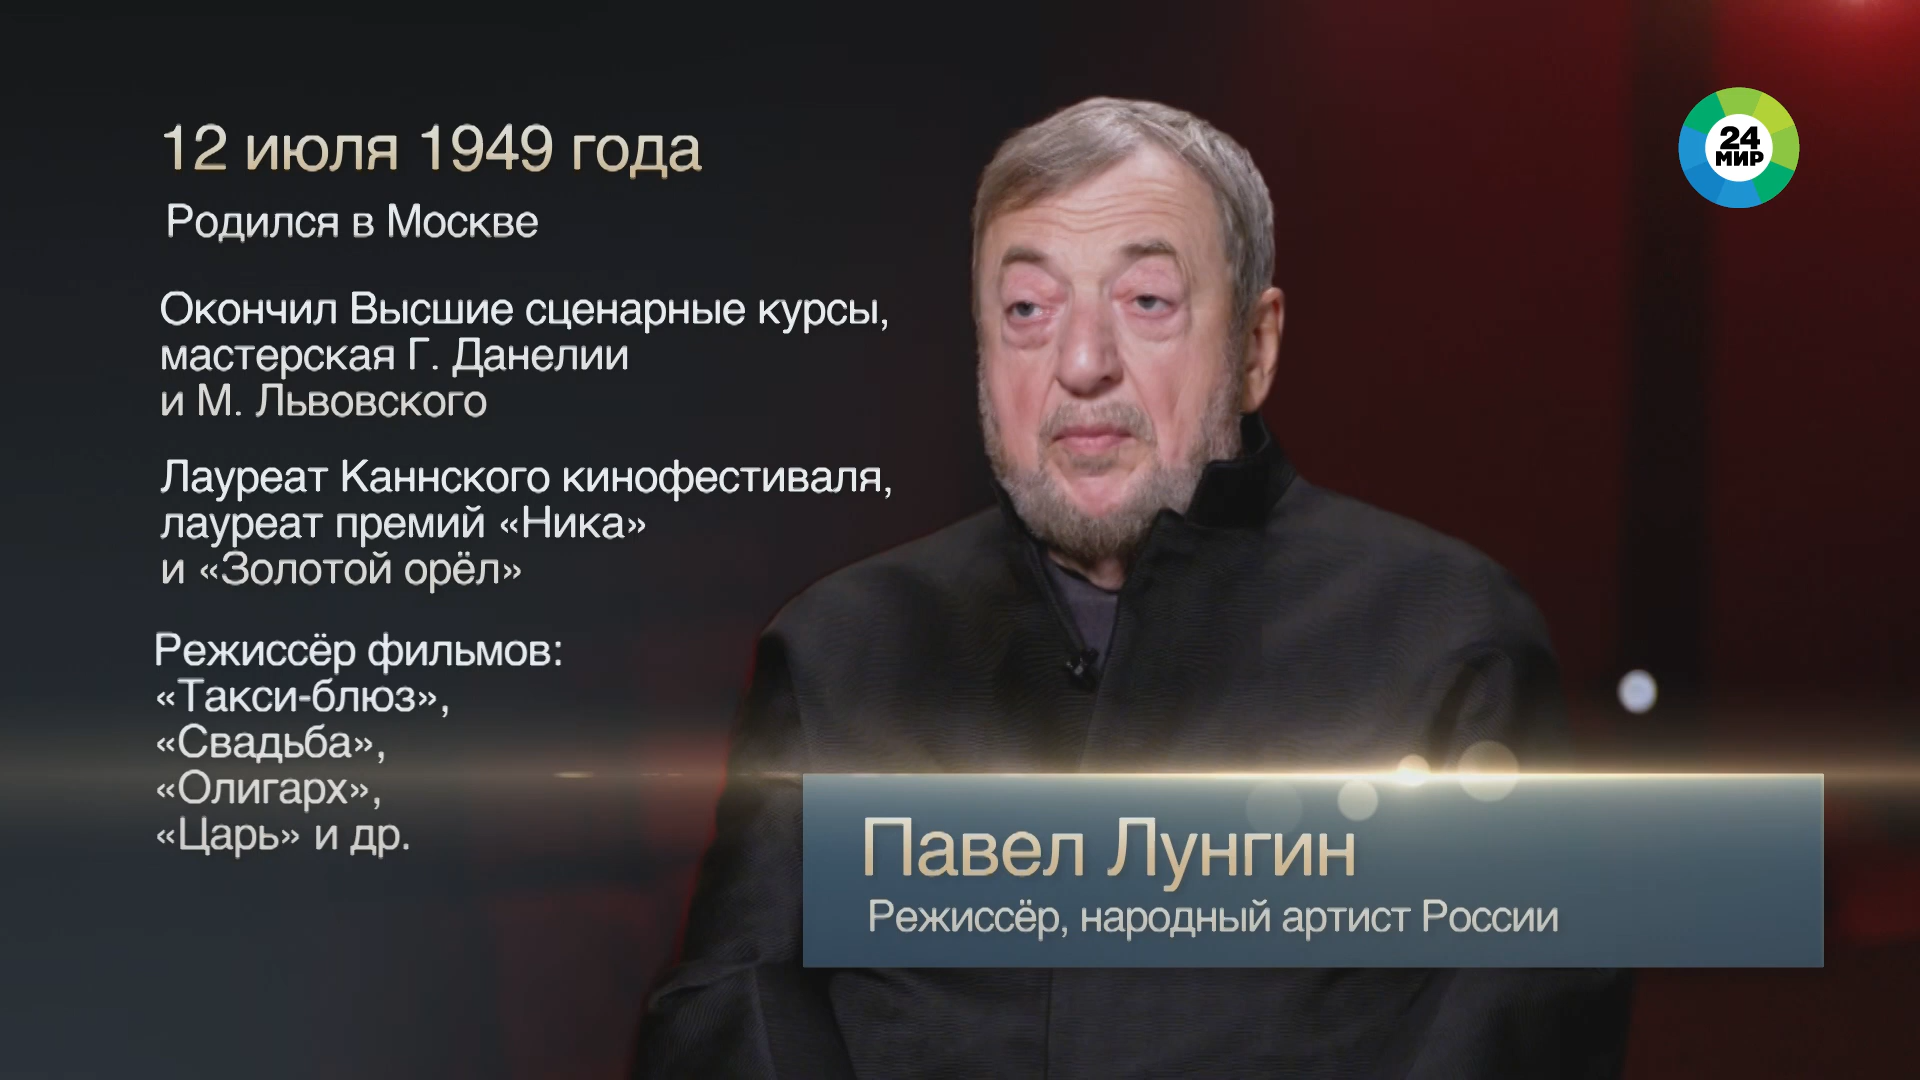 12 июля 1949 года
Родился в Москве
Окончил Высшие сценарные курсы,
мастерская Г. Данелии
и М. Львовского
Лауреат Каннского кинофестиваля,
лауреат премий «Ника»
и «Золотой орёл»
Режиссёр фильмов:
«Такси-блюз»,
«Свадьба»,
«Олигарх»,
«Царь» и др.
24
МИР
Павел Лунгин
Режиссёр, народный артист России